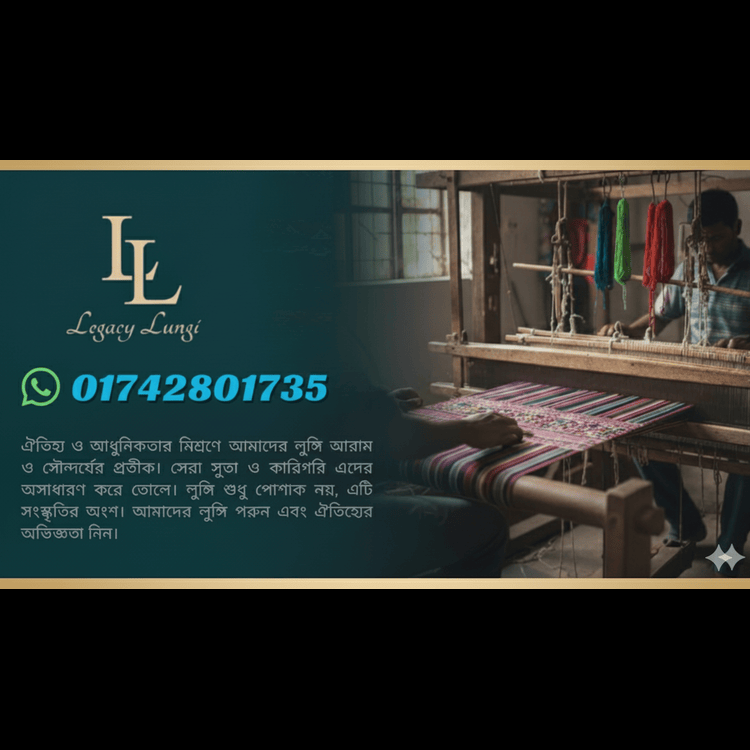 LL
Legacy Lungi
01742801735
ঐতিহ্য ও আধুনিকতার মিশ্রণে আমাদের লুঙ্গি আরাম
ও সৌন্দর্যের প্রতীক। সেরা সুতা ও কারিগরি এদের
অসাধারণ করে তোলে। লুঙ্গি শুধু পোশাক নয়, এটি
সংস্কৃতির অংশ। আমাদের লুঙ্গি পরুন এবং ঐতিহ্যের
অভিজ্ঞতা নিন।